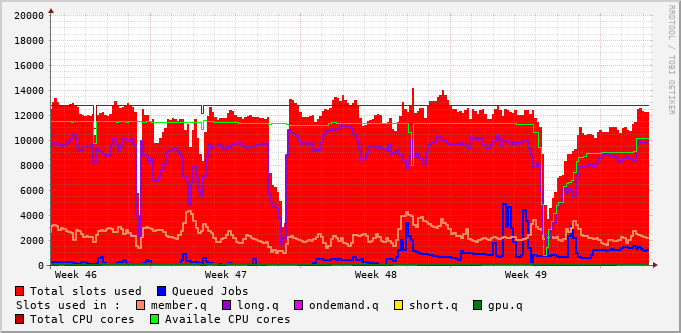 RRDTOOL / TOBI OETIKER
20000
18000
16000
14000
12000
10000
8000
6000
4000
2000
0
Week 46 Week 47 Week 48 Week 49
Total slots used Queued Jobs
Slots used in : member.q long.q ondemand.q short.q gpu.q
Total CPU cores Availale CPU cores